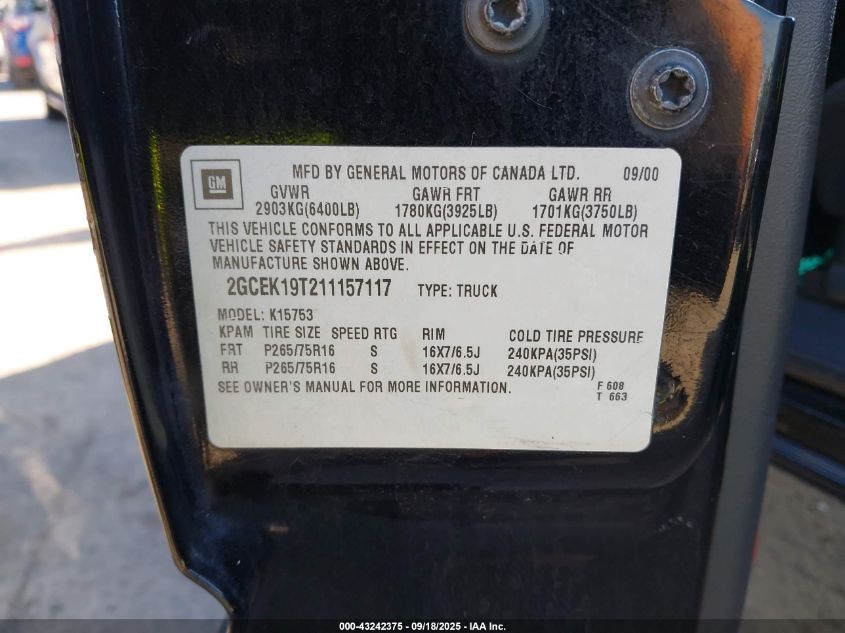 GM
MFD BY GENERAL MOTORS OF CANADA LTD. 09/00
GVWR GAWR FRT GAWR RR
2903KG(6400LB) 1780KG(3925LB) 1701KG(3750LB)
THIS VEHICLE CONFORMS TO ALL APPLICABLE U.S. FEDERAL MOTOR
VEHICLE SAFETY STANDARDS IN EFFECT ON THE DATE OF
MANUFACTURE SHOWN ABOVE.
2GCEK19T211157117 TYPE: TRUCK
MODEL: K15753
KPAM TIRE SIZE SPEED RTG RIM COLD TIRE PRESSURE
FRT P265/75R16 S 16X7/6.5J 240KPA(35PSI)
RR P265/75R16 S 16X7/6.5J 240KPA(35PSI)
SEE OWNER'S MANUAL FOR MORE INFORMATION.
F 608
T 663
000-43242375 - 09/18/2025 - IAA Inc.